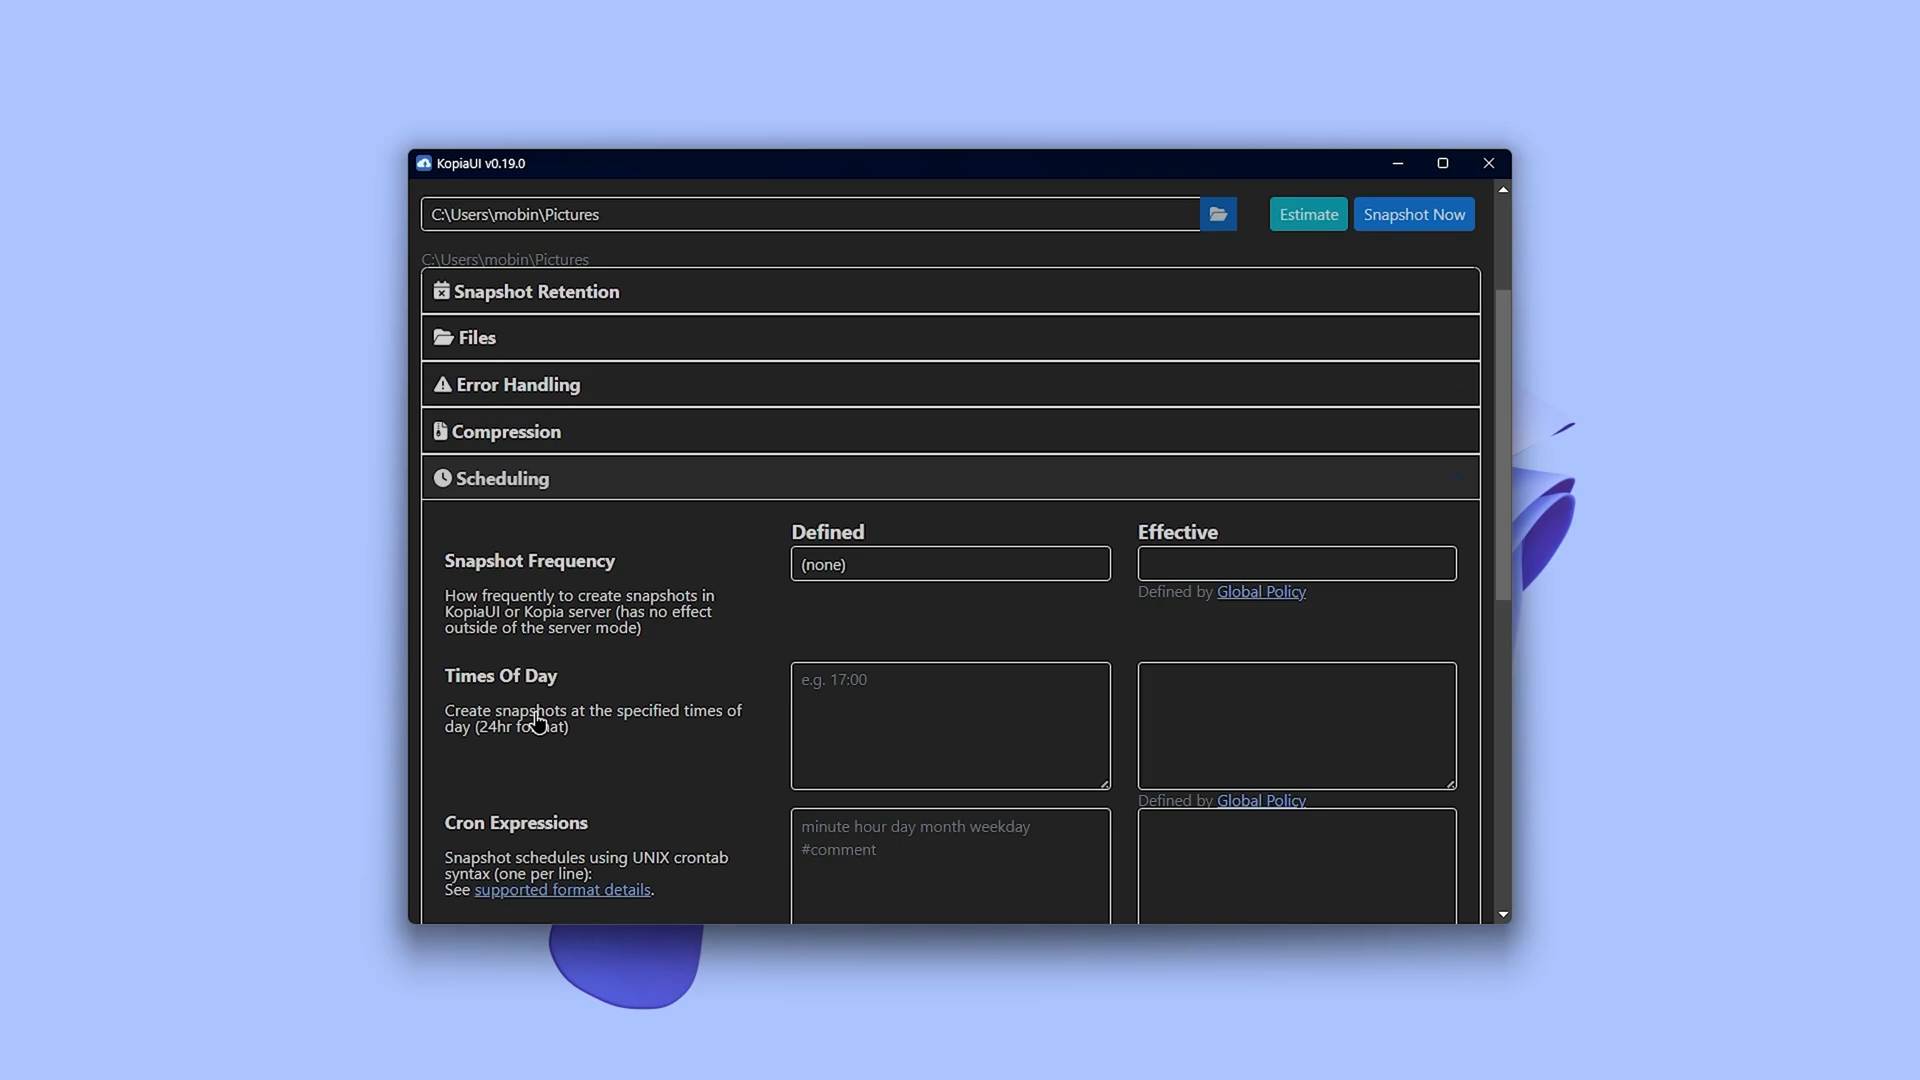 KopiaUI v0.19.0
C:\Users\mobin\Pictures
Estimate
Snapshot Now
C:\Users\mobin\Pictures
Snapshot Retention
Files
Error Handling
Compression
Scheduling
Defined
Effective
Snapshot Frequency
(none)
How frequently to create snapshots in
KopiaUI or Kopia server (has no effect
outside of the server mode)
Defined by Global Policy
Times Of Day
e.g. 17:00
Create snapshots at the specified times of
day (24hr format)
Defined by Global Policy
Cron Expressions
minute hour day month weekday
#comment
Snapshot schedules using UNIX crontab
syntax (one per line):
See supported format details.